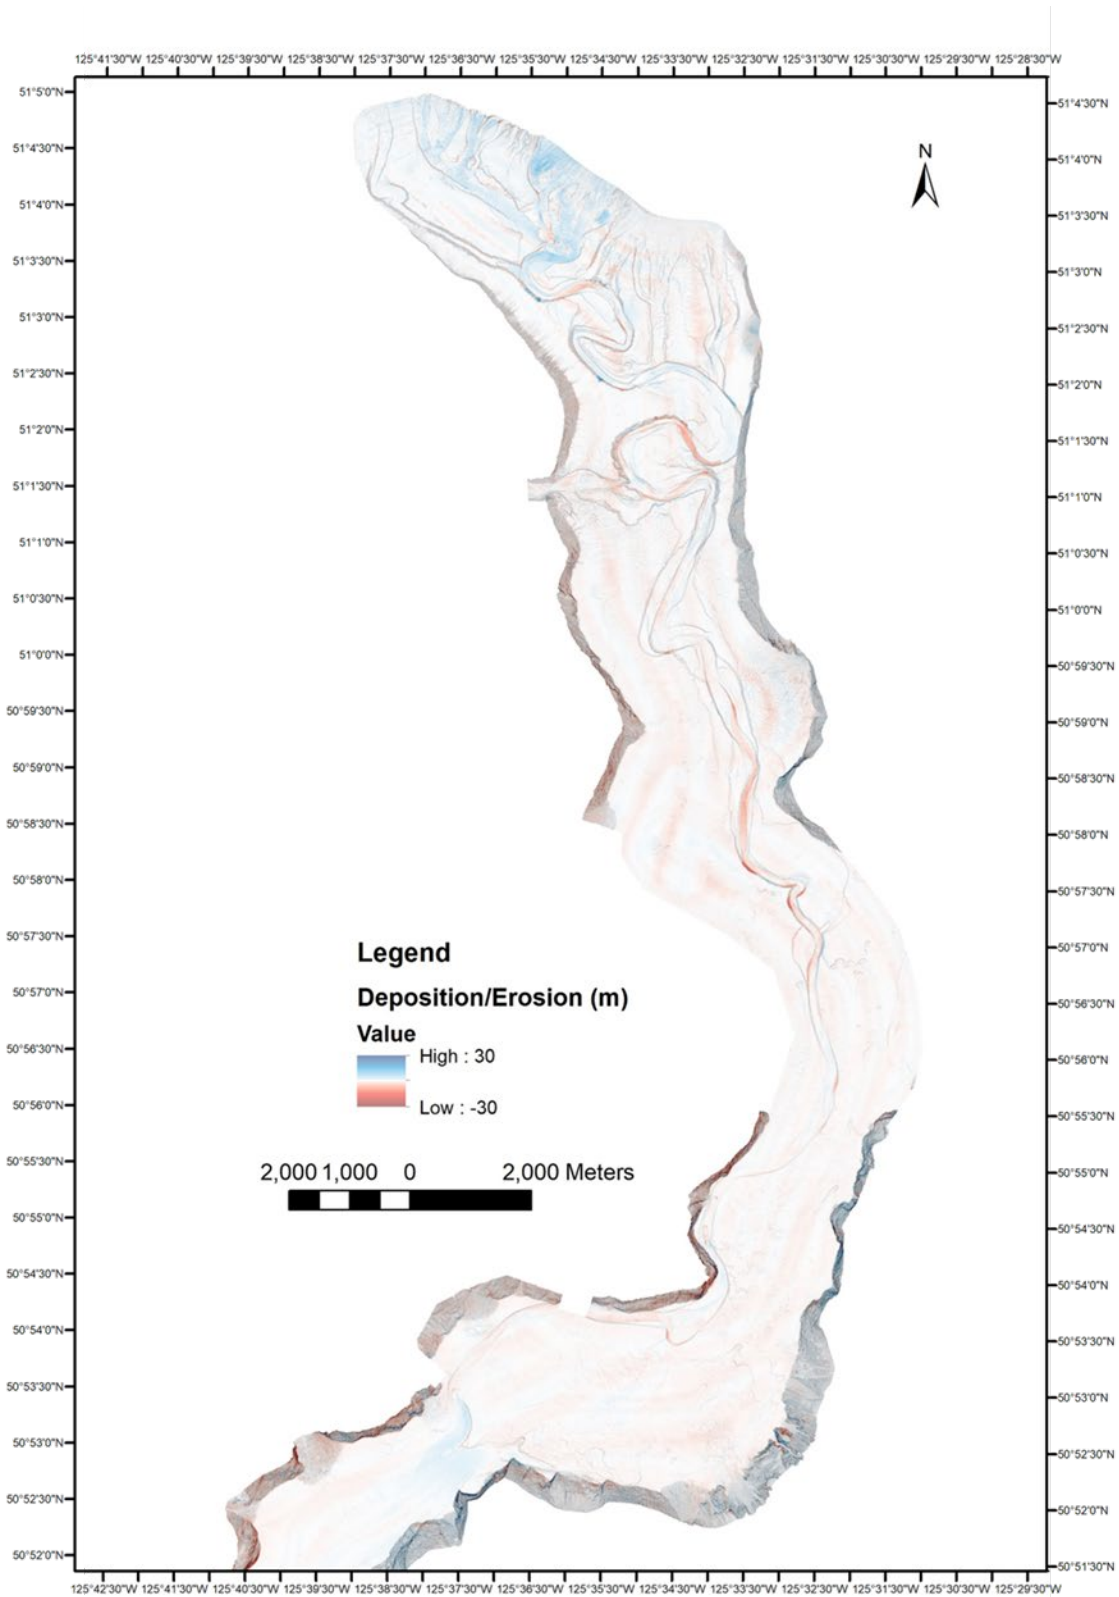 125°41'30"W 125°40'30"W 125°39'30"W 125°38'30"W 125°37'30"W 125°36'30"W 125°35'30"W 125°34'30"W 125°33'30"W 125°32'30"W 125°31'30"W 125°30'30"W 125°29'30"W 125°28'30"W
51°5'0"N
51°4'30"N
51°4'30"N
51°4'0"N
N
51°4'0"N
51°3'30"N
51°3'30"N
51°3'0"N
51°3'0"N
51°2'30"N
51°2'30"N
51°2'0"N
51°2'0"N
51°1'30"N
51°1'30"N
51°1'0"N
51°1'0"N
51°0'30"N
51°0'30"N
51°0'0"N
51°0'0"N
50°59'30"N
50°59'30"N
50°59'0"N
50°59'0"N
50°58'30"N
50°58'30"N
50°58'0"N
50°58'0"N
50°57'30"N
50°57'30"N
50°57'0"N
Legend
Deposition/Erosion (m)
50°57'0"N
50°56'30"N
Value
High : 30
50°56'30"N
50°56'0"N
Low : -30
50°56'0"N
50°55'30"N
50°55'30"N
50°55'0"N
2,000 1,000 0 2,000 Meters
50°55'0"N
50°54'30"N
50°54'30"N
50°54'0"N
50°54'0"N
50°53'30"N
50°53'30"N
50°53'0"N
50°53'0"N
50°52'30"N
50°52'30"N
50°52'0"N
50°52'0"N
50°51'30"N
125°42'30"W 125°41'30"W 125°40'30"W 125°39'30"W 125°38'30"W 125°37'30"W 125°36'30"W 125°35'30"W 125°34'30"W 125°33'30"W 125°32'30"W 125°31'30"W 125°30'30"W 125°29'30"W